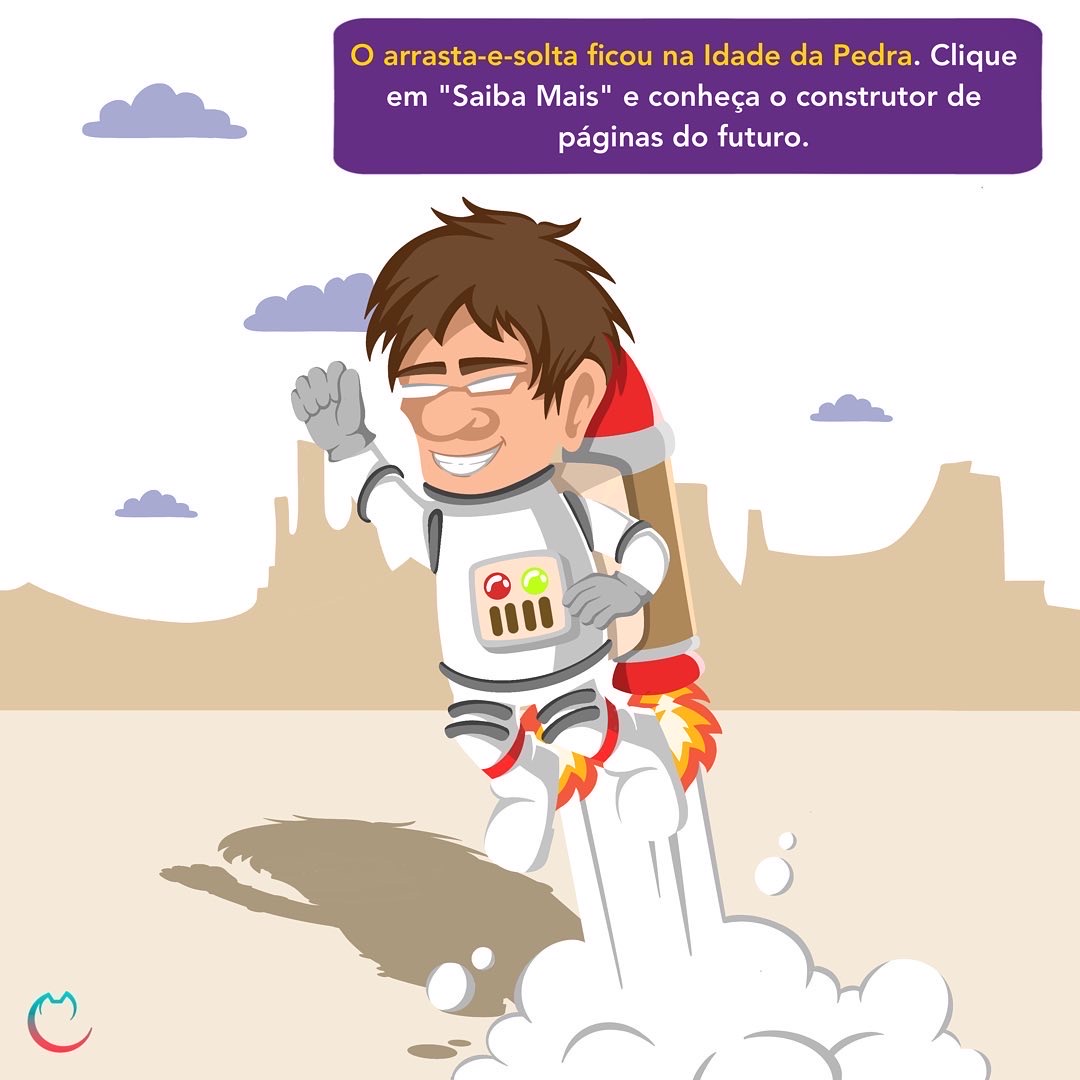 O arrasta-e-solta ficou na Idade da Pedra. Clique
em "Saiba Mais" e conheça o construtor de
páginas do futuro.